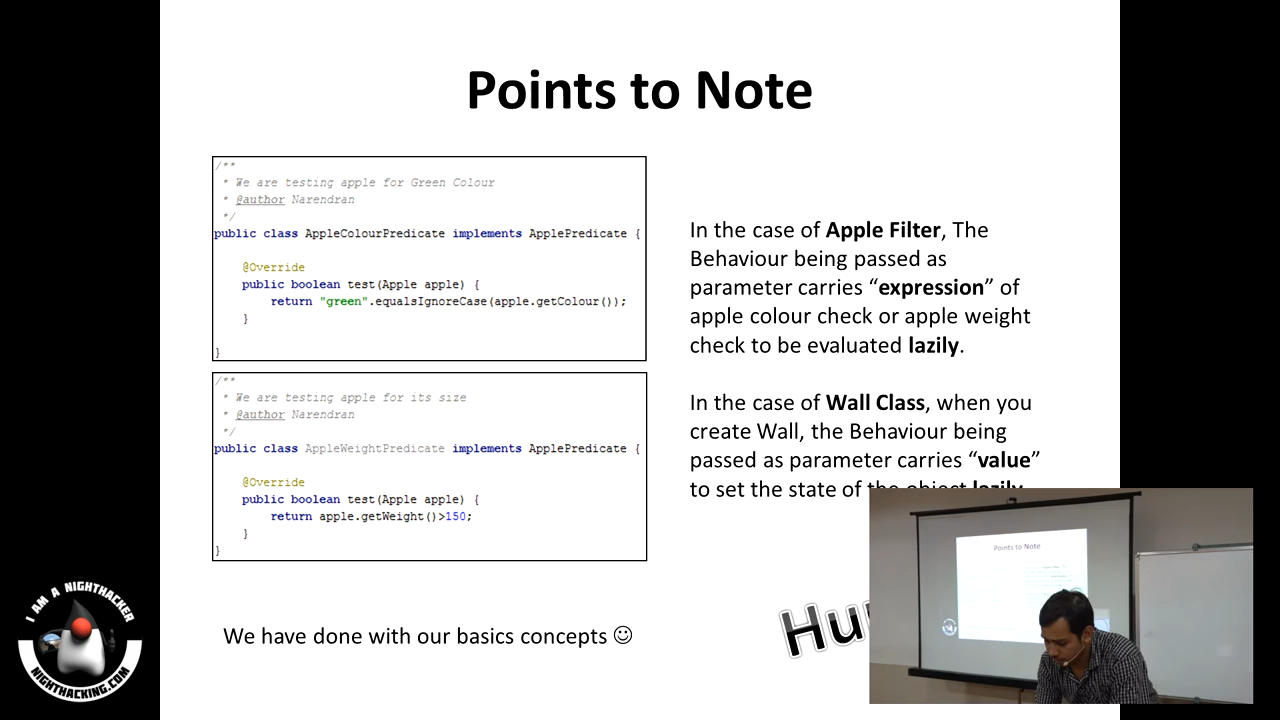 Points to Note
/**
* We are testing apple for Green Colour
* @author Narendran
*/
public class AppleColourPredicate implements ApplePredicate {
@Override
public boolean test(Apple apple) {
return "green".equalsIgnoreCase(apple.getColour());
}
}
/**
* We are testing apple for its size
* @author Narendran
*/
public class AppleWeightPredicate implements ApplePredicate {
@Override
public boolean test(Apple apple) {
return apple.getWeight()>150;
}
}
In the case of Apple Filter, The
Behaviour being passed as
parameter carries “expression” of
apple colour check or apple weight
check to be evaluated lazily.
In the case of Wall Class, when you
create Wall, the Behaviour being
passed as parameter carries “value”
to set the state of the object lazily
We have done with our basics concepts ☺
Hu
Points to Note
I AM A NIGHTHACKER
NIGHTHACKING.COM